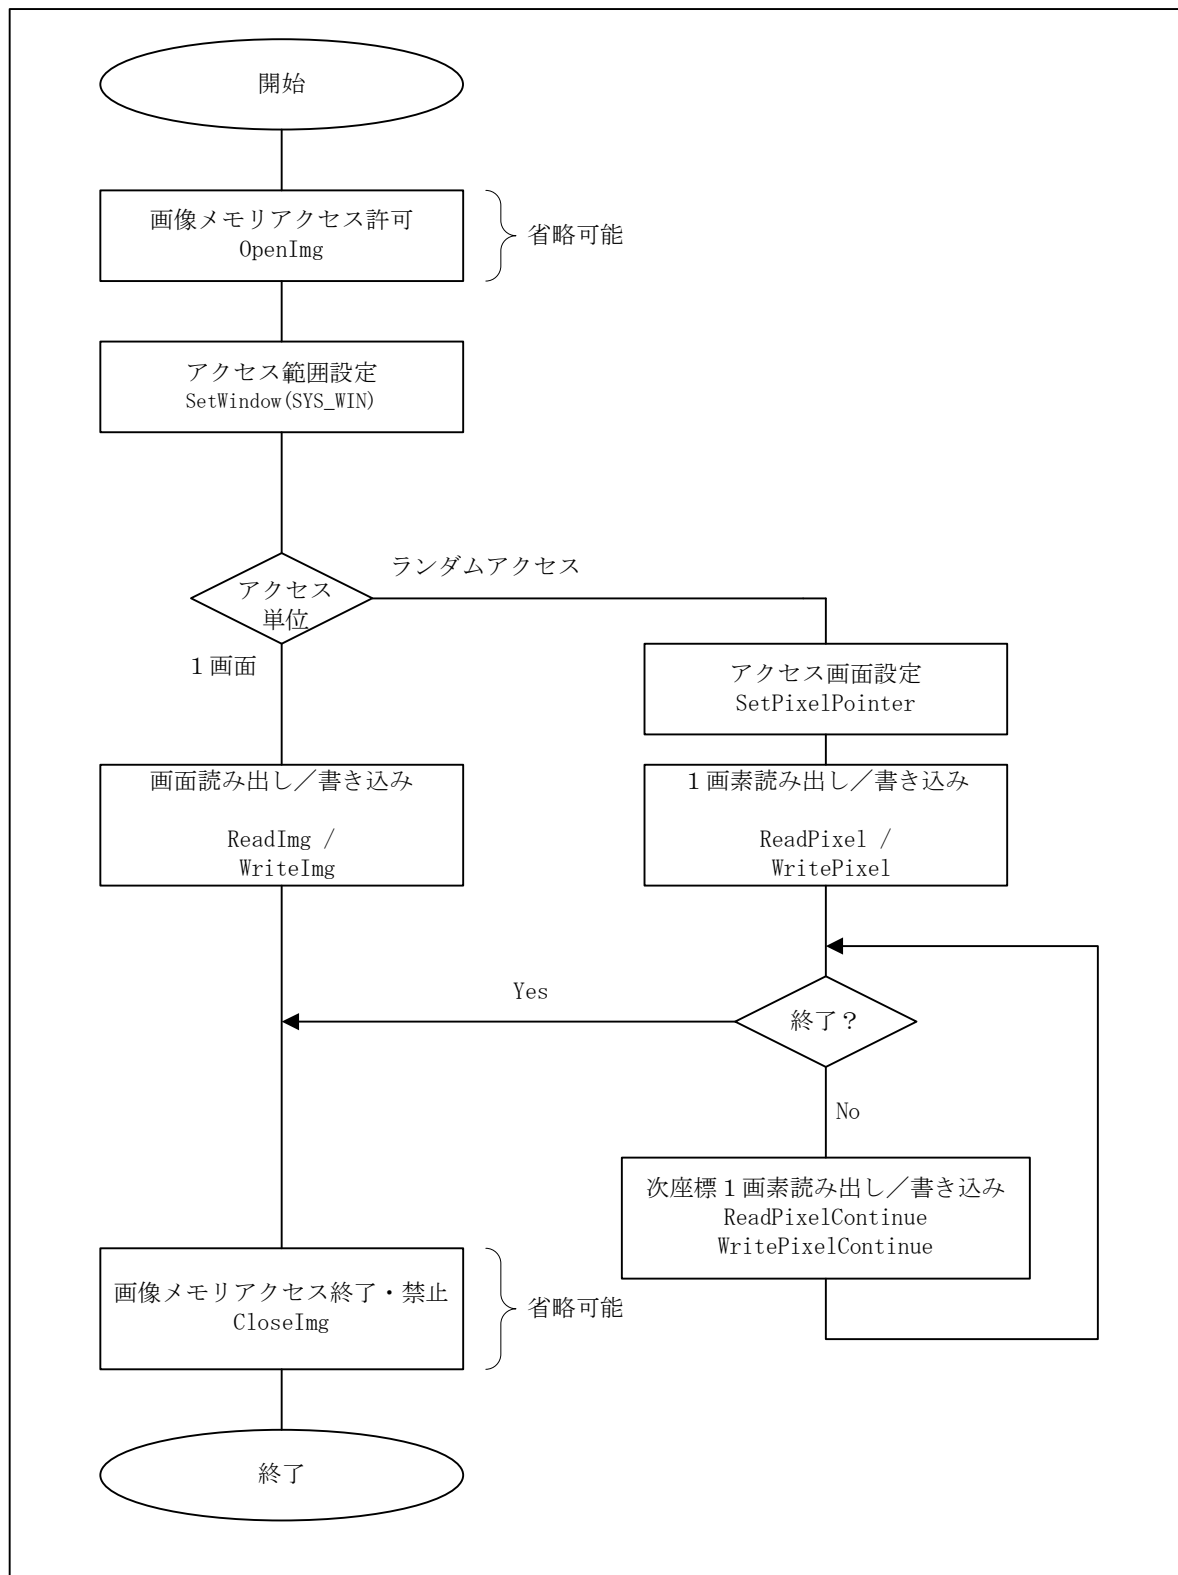 開始
画像メモリアクセス許可
OpenImg
省略可能
アクセス範囲設定
SetWindow(SYS_WIN)
アクセス
単位
ランダムアクセス
1画面
アクセス画面設定
SetPixelPointer
画面読み出し／書き込み
ReadImg /
WriteImg
1画素読み出し／書き込み
ReadPixel /
WritePixel
Yes
終了？
No
次座標1画素読み出し／書き込み
ReadPixelContinue
WritePixelContinue
画像メモリアクセス終了・禁止
CloseImg
省略可能
終了